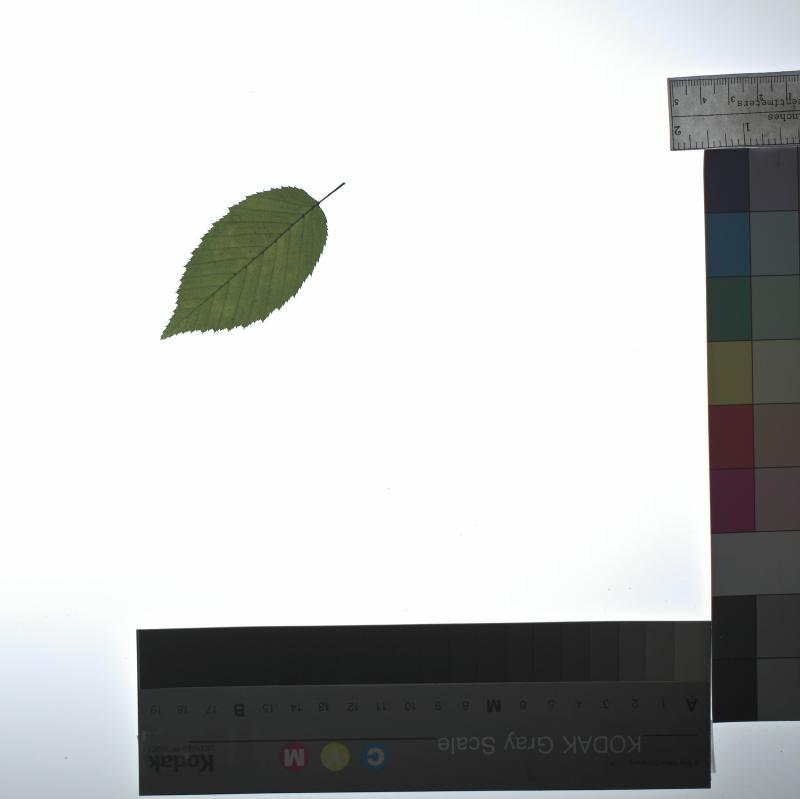 5 4 3 2 1
Centimeters
Inches
2 1
A 1 2 3 4 5 6 M 8 9 10 11 12 13 14 15 B 17 18 19
KODAK Gray Scale C Y M Kodak